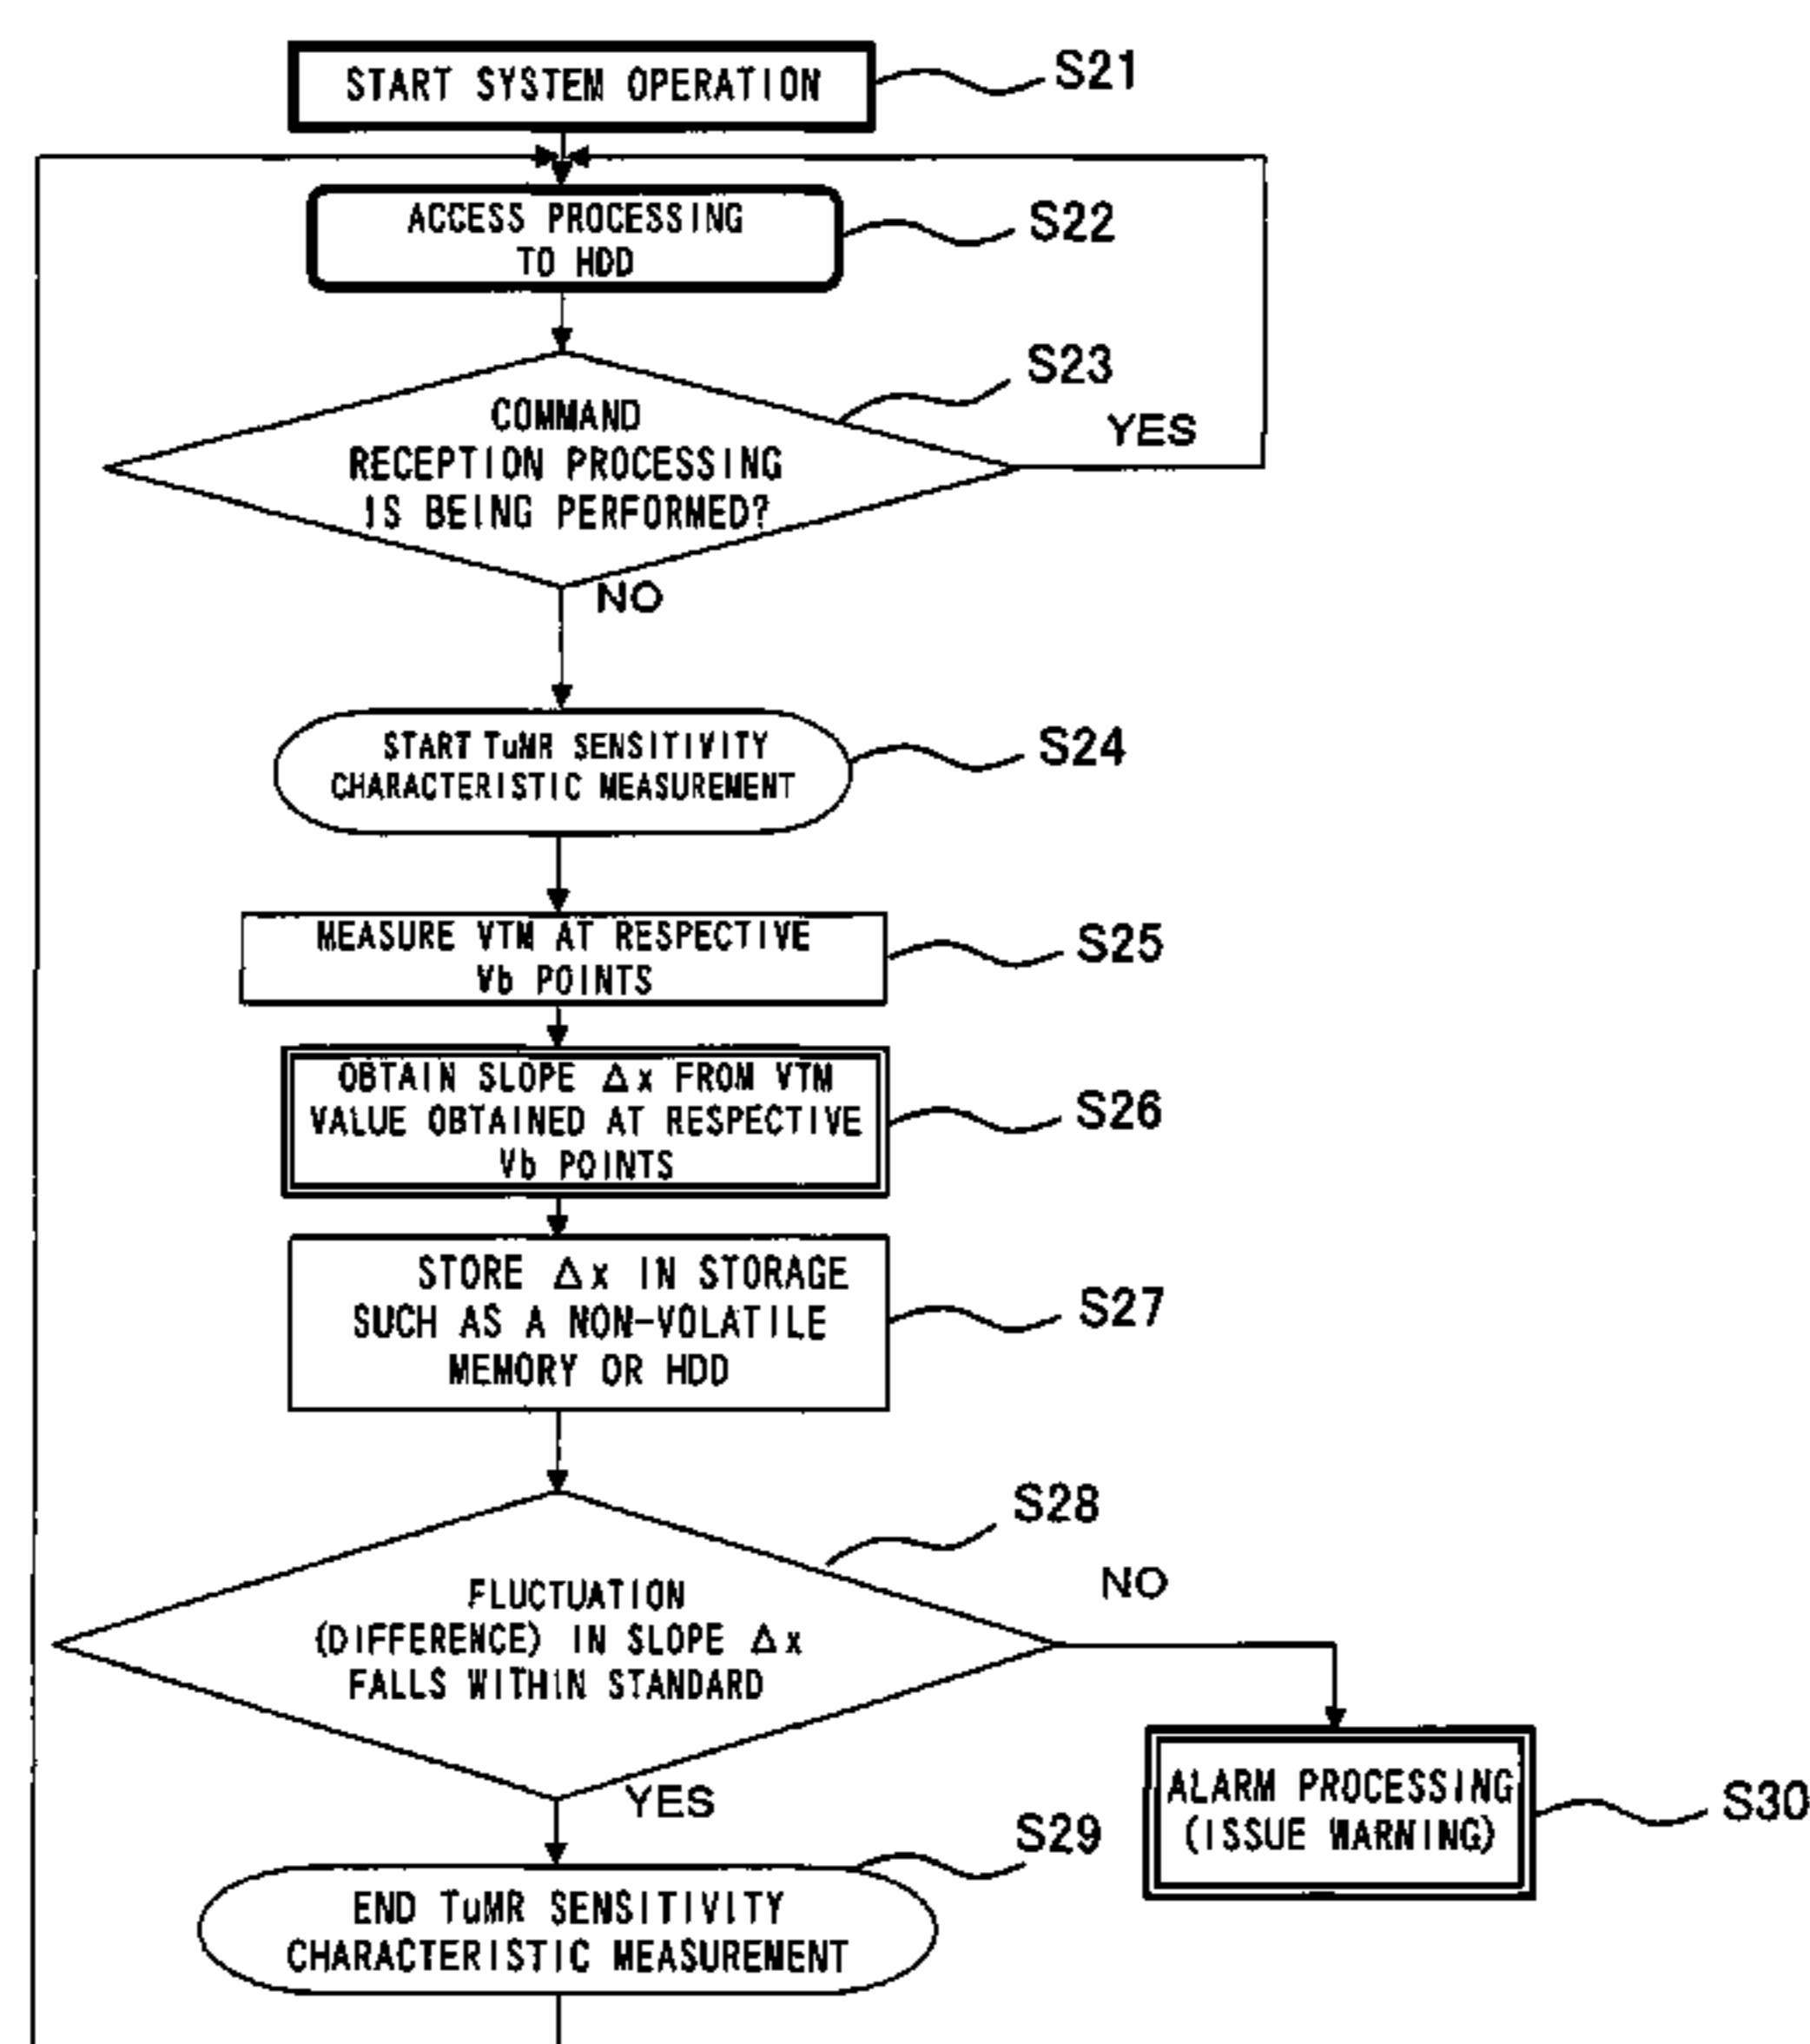 START SYSTEM OPERATION
S21
ACCESS PROCESSING
TO HDD
S22
COMMAND
RECEPTION PROCESSING
IS BEING PERFORMED?
S23
YES
NO
START TuMR SENSITIVITY
CHARACTERISTIC MEASUREMENT
S24
MEASURE VTM AT RESPECTIVE
Vb POINTS
S25
OBTAIN SLOPE Δx FROM VTM
VALUE OBTAINED AT RESPECTIVE
Vb POINTS
S26
STORE Δx IN STORAGE
SUCH AS A NON-VOLATILE
MEMORY OR HDD
S27
FLUCTUATION
(DIFFERENCE) IN SLOPE Δx
FALLS WITHIN STANDARD
S28
NO
YES
ALARM PROCESSING
(ISSUE WARNING)
S30
END TuMR SENSITIVITY
CHARACTERISTIC MEASUREMENT
S29